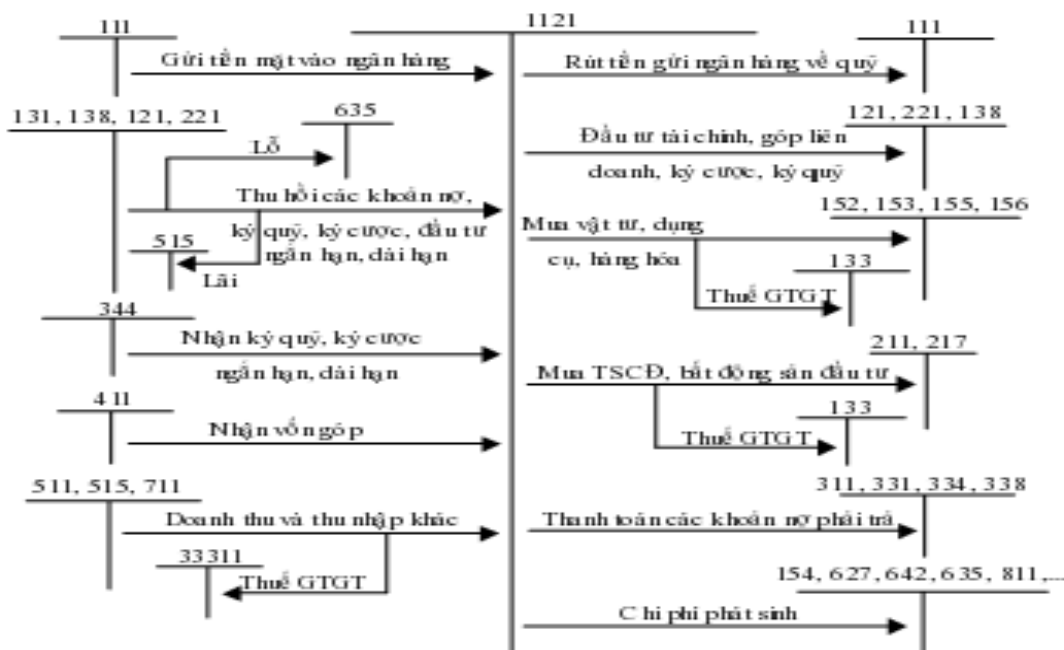 111
1121
111
Gửi tiền mặt vào ngân hàng
Rút tiền gửi ngân hàng về quỹ
131, 138, 121, 221
635
121, 221, 138
Lỗ
Đầu tư tài chính, góp liên
doanh, ký cược, ký quỹ
Thu hồi các khoản nợ,
ký quỹ, ký cược, đầu tư
ngắn hạn, dài hạn
515
Lãi
152, 153, 155, 156
Mua vật tư, dụng
cụ, hàng hóa
133
Thuế GTGT
344
Nhận ký quỹ, ký cược
ngắn hạn, dài hạn
211, 217
Mua TSCĐ, bất động sản đầu tư
133
Thuế GTGT
411
Nhận vốn góp
511, 515, 711
Doanh thu và thu nhập khác
33311
Thuế GTGT
311, 331, 334, 338
Thanh toán các khoản nợ phải trả
154, 627, 642, 635, 811,...
Chi phí phát sinh